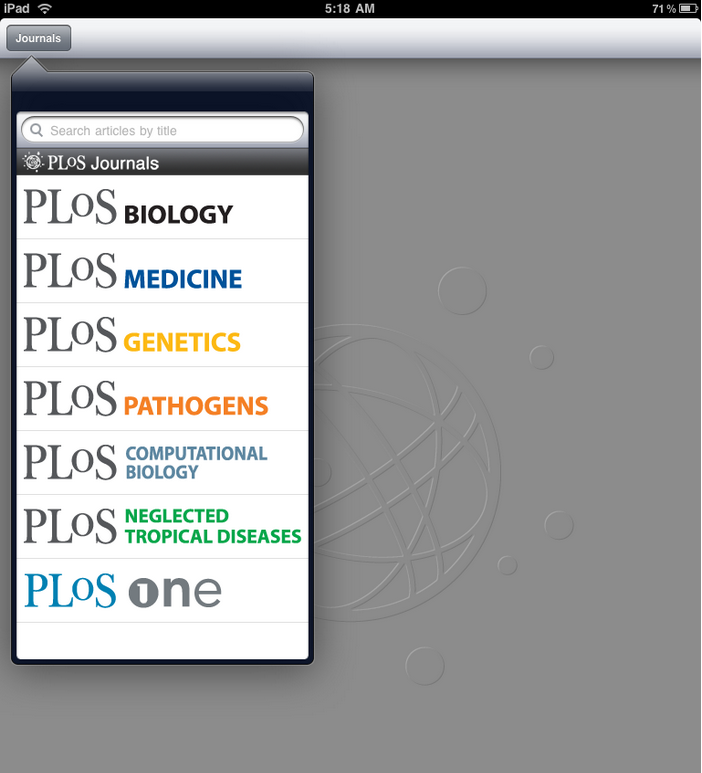 iPad 5:18 AM 71%
Journals
Search articles by title
PLoS Journals
PLoS BIOLOGY
PLoS MEDICINE
PLoS GENETICS
PLoS PATHOGENS
PLoS COMPUTATIONAL
BIOLOGY
PLoS NEGLECTED
TROPICAL DISEASES
PLoS one